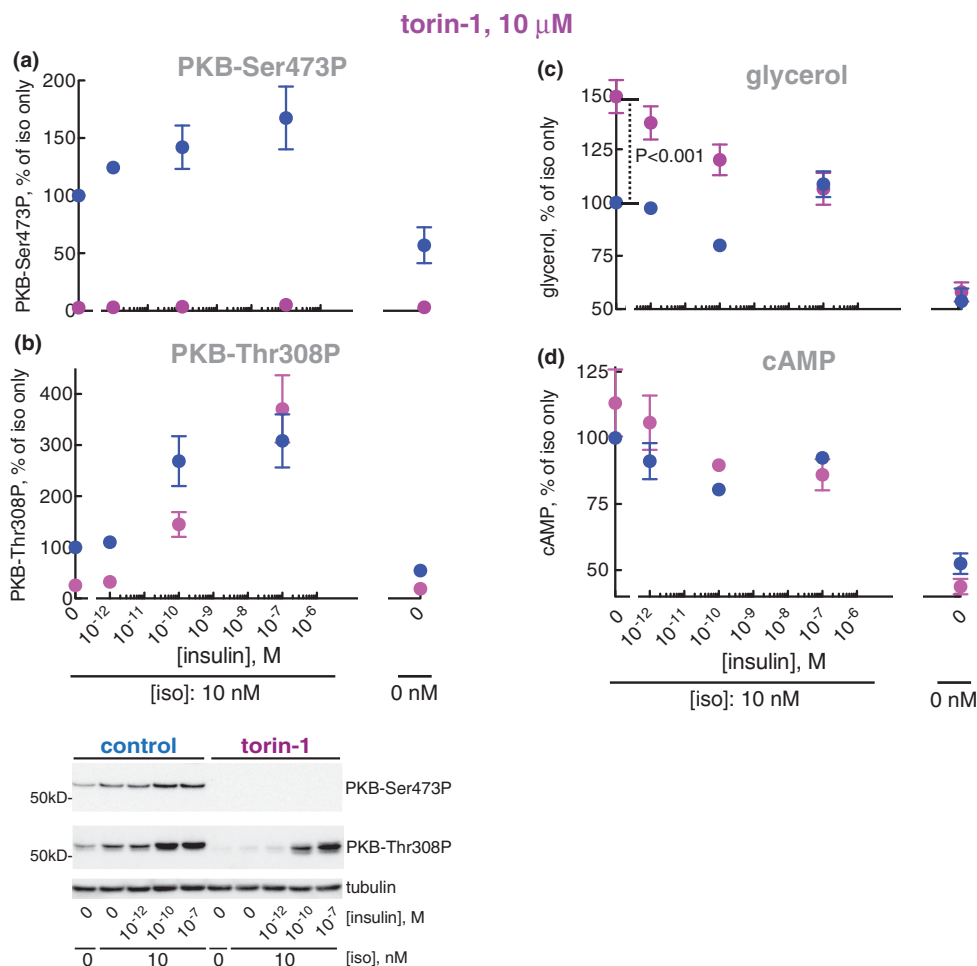 torin-1, 10 μM
(a)
PKB-Ser473P
PKB-Ser473P, % of iso only
200
150
100
50
0
(b)
PKB-Thr308P
PKB-Thr308P, % of iso only
400
300
200
100
0
0
10⁻¹²
10⁻¹¹
10⁻¹⁰
10⁻⁹
10⁻⁸
10⁻⁷
10⁻⁶
0
[insulin], M
[iso]: 10 nM
0 nM
(c)
glycerol
glycerol, % of iso only
150
125
100
75
50
P<0.001
(d)
cAMP
cAMP, % of iso only
125
100
75
50
0
10⁻¹²
10⁻¹¹
10⁻¹⁰
10⁻⁹
10⁻⁸
10⁻⁷
10⁻⁶
0
[insulin], M
[iso]: 10 nM
0 nM
control torin-1
50kD- PKB-Ser473P
50kD- PKB-Thr308P
tubulin
0 0 10⁻¹² 10⁻¹⁰ 10⁻⁷ 0 0 10⁻¹² 10⁻¹⁰ 10⁻⁷ [insulin], M
0 10 0 10 [iso], nM